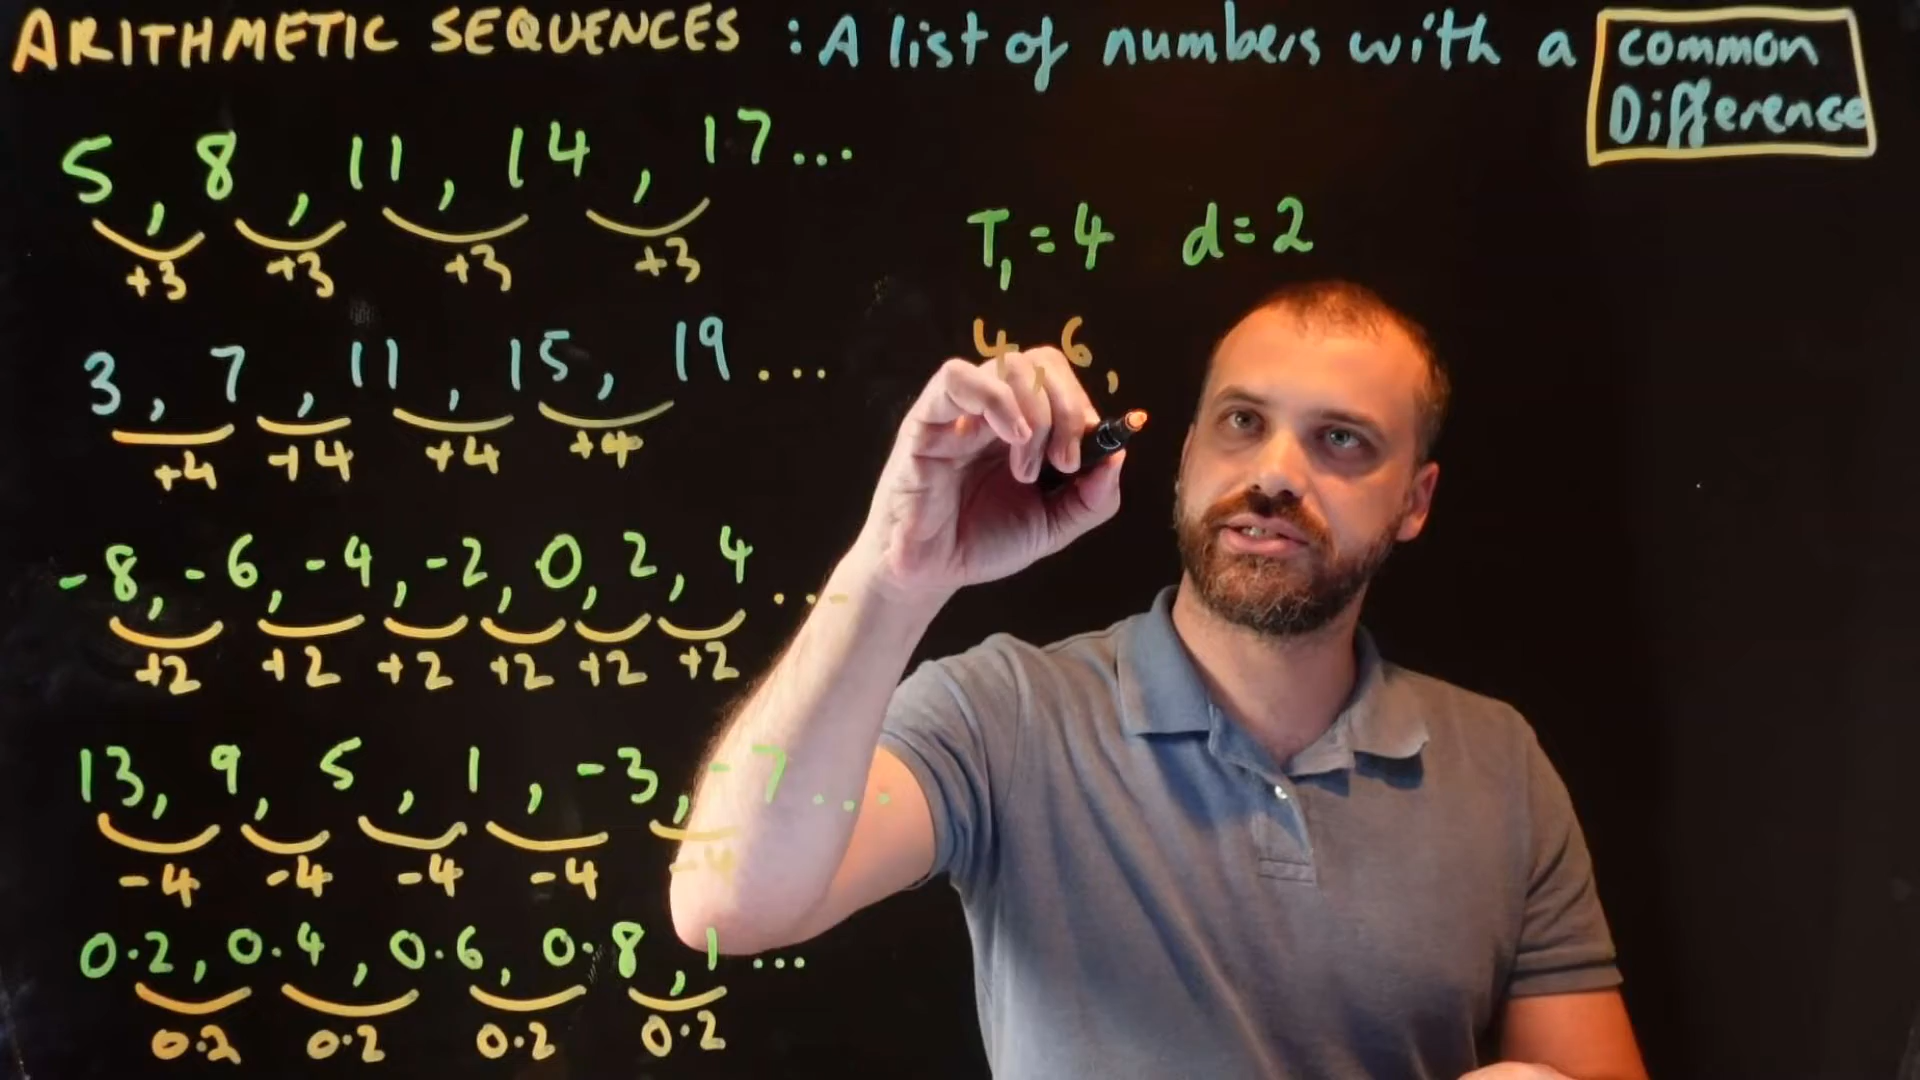 ARITHMETIC SEQUENCES : A list of numbers with a common
Difference
5, 8, 11, 14, 17...
+3 +3 +3 +3
3, 7, 11, 15, 19...
+4 +4 +4 +4
-8, -6, -4, -2, 0, 2, 4...
+2 +2 +2 +2 +2 +2
13, 9, 5, 1, -3, -7...
-4 -4 -4 -4 -4
0.2, 0.4, 0.6, 0.8, 1...
0.2 0.2 0.2 0.2
T1 = 4 d = 2
4, 6,